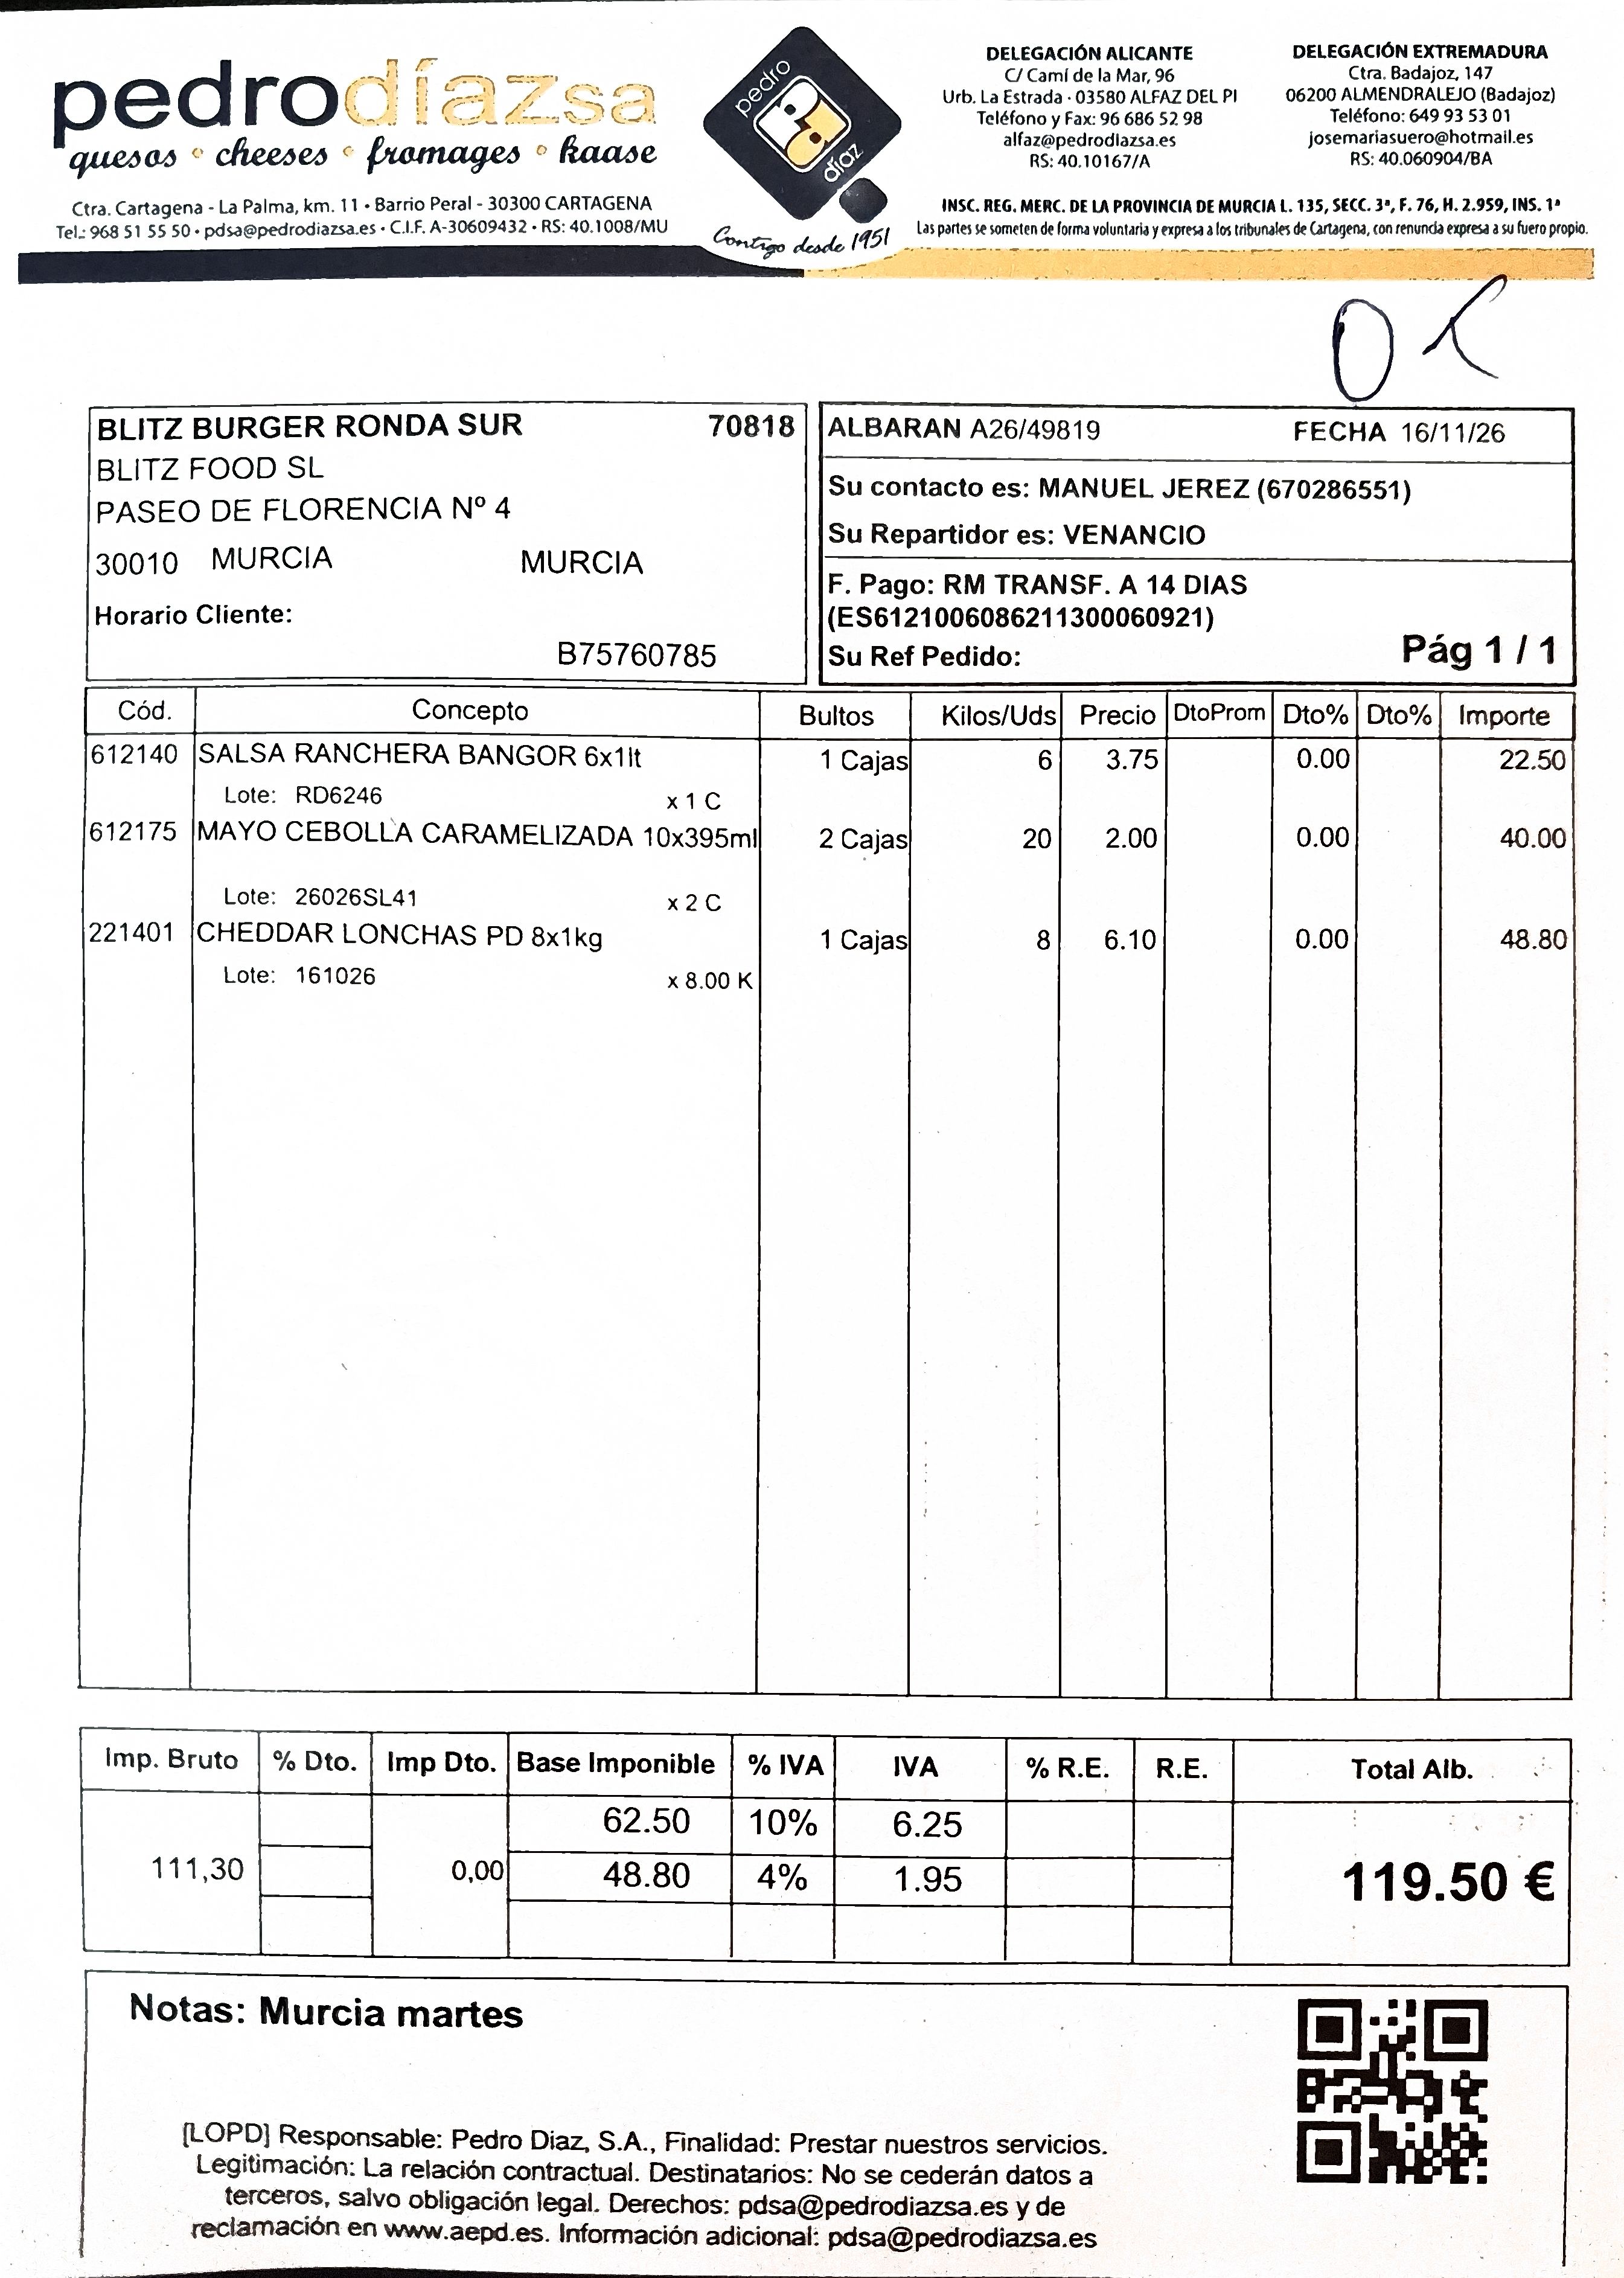 pedrodíazsa
quesos • cheeses • fromages • kaase
Ctra. Cartagena - La Palma, km. 11 • Barrio Peral - 30300 CARTAGENA
Tel.: 968 51 55 50 • pdsa@pedrodiazsa.es • C.I.F. A-30609432 • RS: 40.1008/MU
pedro
díaz
Contigo desde 1951
DELEGACIÓN ALICANTE
C/ Camí de la Mar, 96
Urb. La Estrada · 03580 ALFAZ DEL PI
Teléfono y Fax: 96 686 52 98
alfaz@pedrodiazsa.es
RS: 40.10167/A
DELEGACIÓN EXTREMADURA
Ctra. Badajoz, 147
06200 ALMENDRALEJO (Badajoz)
Teléfono: 649 93 53 01
josemariasuero@hotmail.es
RS: 40.060904/BA
INSC. REG. MERC. DE LA PROVINCIA DE MURCIA L. 135, SECC. 3ª, F. 76, H. 2.959, INS. 1ª
Las partes se someten de forma voluntaria y expresa a los tribunales de Cartagena, con renuncia expresa a su fuero propio.
OK
BLITZ BURGER RONDA SUR 70818
BLITZ FOOD SL
PASEO DE FLORENCIA Nº 4
30010 MURCIA MURCIA
Horario Cliente:
B75760785
ALBARAN A26/49819 FECHA 16/11/26
Su contacto es: MANUEL JEREZ (670286551)
Su Repartidor es: VENANCIO
F. Pago: RM TRANSF. A 14 DIAS
(ES6121006086211300060921)
Su Ref Pedido: Pág 1 / 1
Cód. Concepto Bultos Kilos/Uds Precio DtoProm Dto% Dto% Importe
612140 SALSA RANCHERA BANGOR 6x1lt 1 Cajas 6 3.75 0.00 22.50
Lote: RD6246 x 1 C
612175 MAYO CEBOLLA CARAMELIZADA 10x395ml 2 Cajas 20 2.00 0.00 40.00
Lote: 26026SL41 x 2 C
221401 CHEDDAR LONCHAS PD 8x1kg 1 Cajas 8 6.10 0.00 48.80
Lote: 161026 x 8.00 K
Imp. Bruto % Dto. Imp Dto. Base Imponible % IVA IVA % R.E. R.E. Total Alb.
62.50 10% 6.25
111,30 0,00 48.80 4% 1.95 119.50 €
Notas: Murcia martes
[LOPD] Responsable: Pedro Diaz, S.A., Finalidad: Prestar nuestros servicios.
Legitimación: La relación contractual. Destinatarios: No se cederán datos a
terceros, salvo obligación legal. Derechos: pdsa@pedrodiazsa.es y de
reclamación en www.aepd.es. Información adicional: pdsa@pedrodiazsa.es